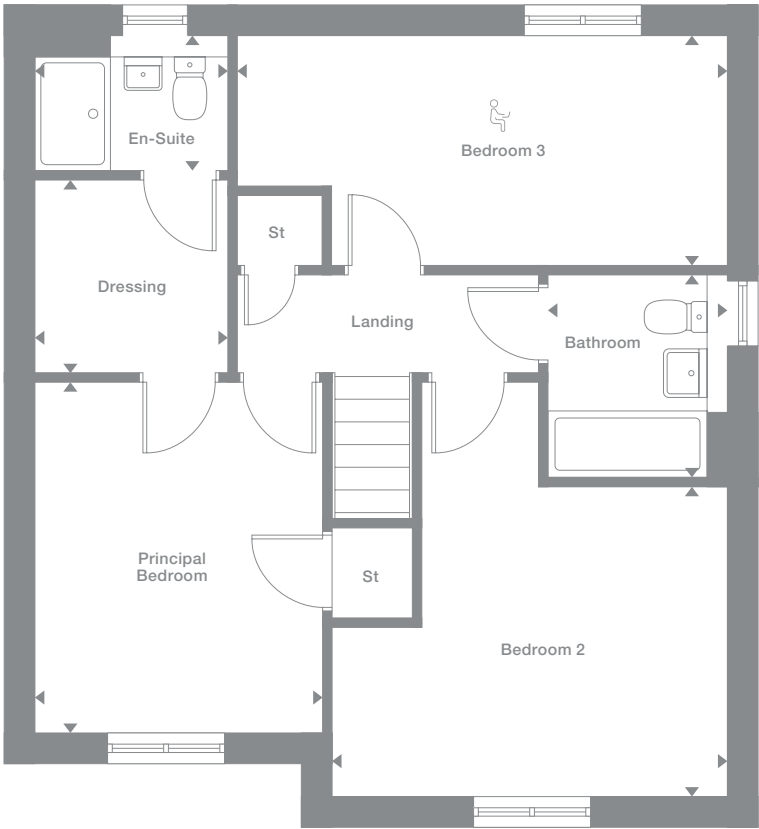 En-Suite
Bedroom 3
St
Dressing
Landing
Bathroom
Principal
Bedroom
St
Bedroom 2